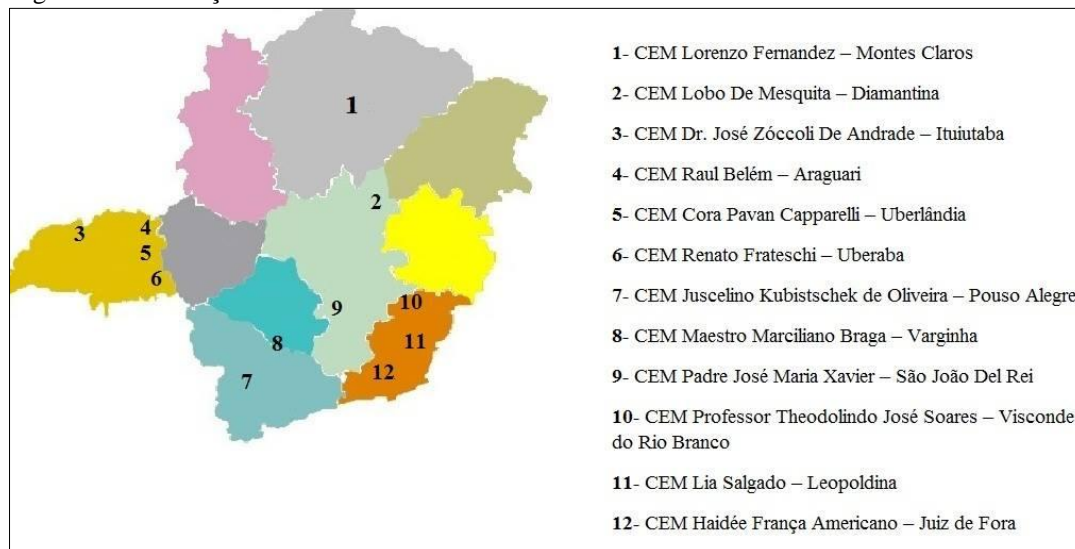 1
2
3
4
5
6
7
8
9
10
11
12
1- CEM Lorenzo Fernandez – Montes Claros
2- CEM Lobo De Mesquita – Diamantina
3- CEM Dr. José Zóccoli De Andrade – Ituiutaba
4- CEM Raul Belém – Araguari
5- CEM Cora Pavan Capparelli – Uberlândia
6- CEM Renato Frateschi – Uberaba
7- CEM Juscelino Kubistschek de Oliveira – Pouso Alegre
8- CEM Maestro Marciliano Braga – Varginha
9- CEM Padre José Maria Xavier – São João Del Rei
10- CEM Professor Theodolindo José Soares – Visconde
do Rio Branco
11- CEM Lia Salgado – Leopoldina
12- CEM Haidée França Americano – Juiz de Fora